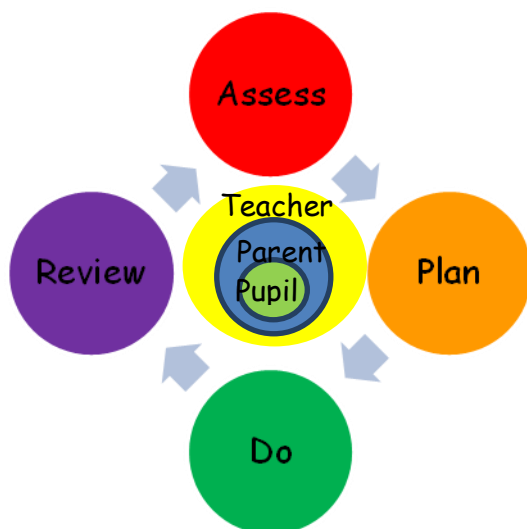 Assess
Teacher
Parent
Review
Pupil
Plan
Do